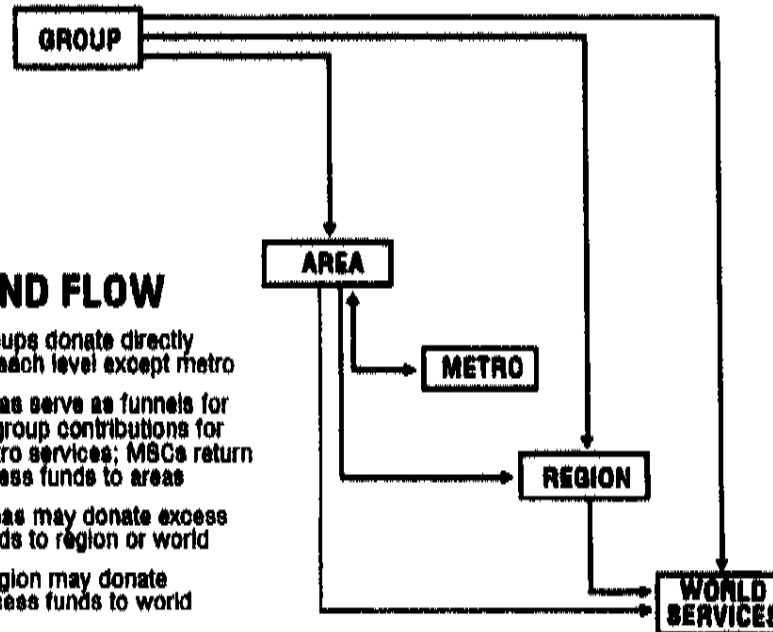 GROUP
AREA
METRO
REGION
WORLD
SERVICES
ND FLOW
ups donate directly
each level except metro
as serve as funnels for
group contributions for
tro services; MSCs return
ess funds to areas
as may donate excess
ds to region or world
gion may donate
cess funds to world